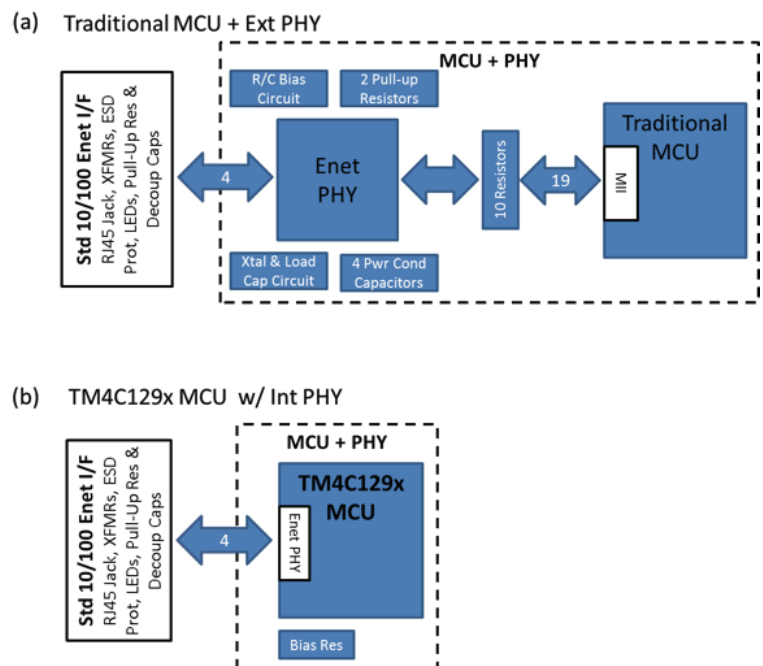 (a) Traditional MCU + Ext PHY
MCU + PHY
Std 10/100 Enet I/F
RJ45 Jack, XFMRs, ESD
Prot, LEDs, Pull-Up Res &
Decoup Caps
4
R/C Bias
Circuit
2 Pull-up
Resistors
Enet
PHY
Xtal & Load
Cap Circuit
4 Pwr Cond
Capacitors
10 Resistors
19
Traditional
MCU
MII
(b) TM4C129x MCU w/ Int PHY
MCU + PHY
Std 10/100 Enet I/F
RJ45 Jack, XFMRs, ESD
Prot, LEDs, Pull-Up Res &
Decoup Caps
4
TM4C129x
MCU
Enet PHY
Bias Res